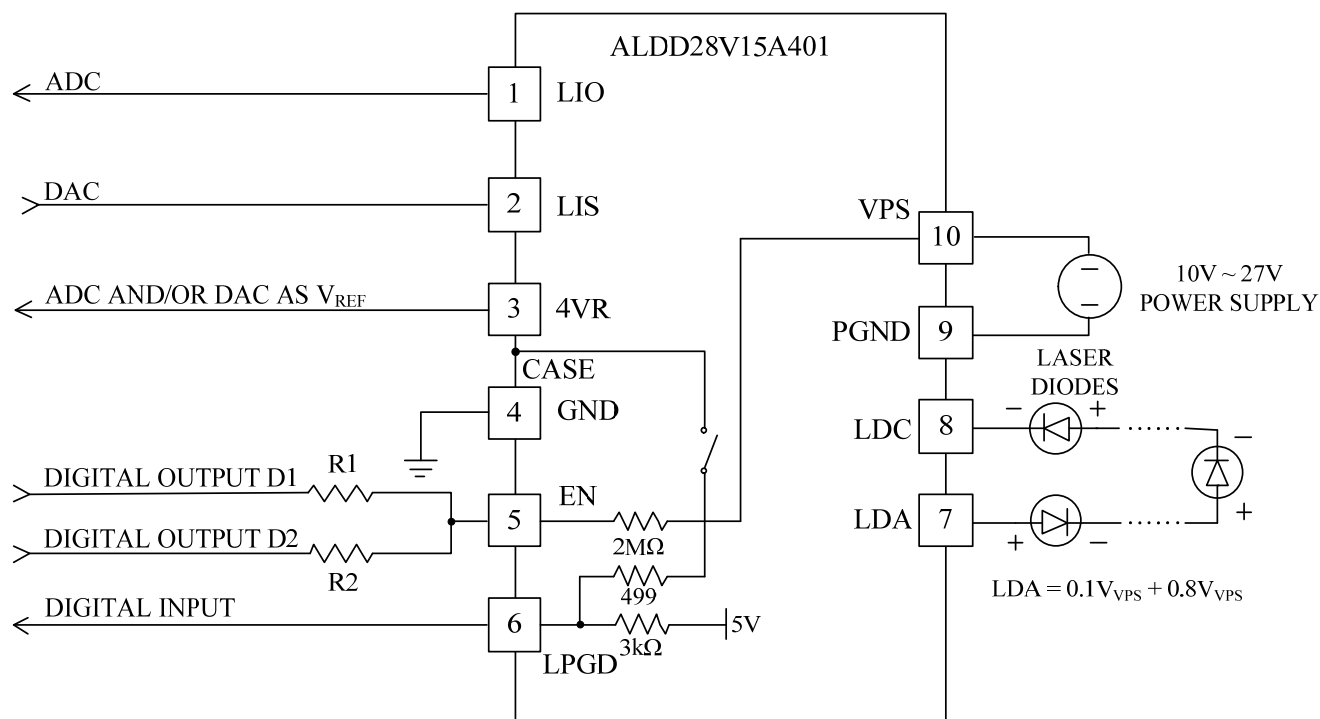 ALDD28V15A401
ADC
1
LIO
DAC
2
LIS
VPS
10
ADC AND/OR DAC AS VREF
3
4VR
10V ~ 27V
POWER SUPPLY
PGND
9
CASE
4
GND
LASER
DIODES
LDC
8
− +
−
+
DIGITAL OUTPUT D1
R1
5
EN
2MΩ
LDA
7
+ −
DIGITAL OUTPUT D2
R2
499
LDA = 0.1VVPS + 0.8VVPS
DIGITAL INPUT
6
LPGD
3kΩ
5V